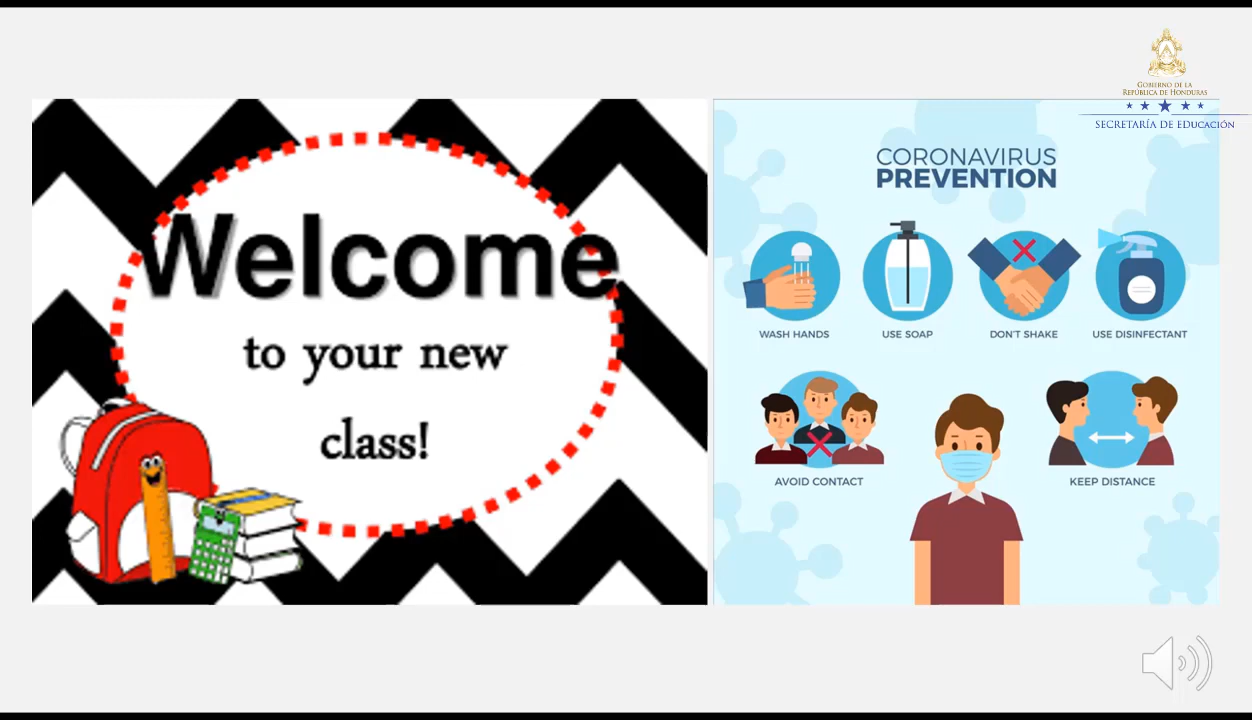 Welcome
to your new
class!
GOBIERNO DE LA
REPÚBLICA DE HONDURAS
SECRETARÍA DE EDUCACIÓN
CORONAVIRUS
PREVENTION
WASH HANDS
USE SOAP
DON'T SHAKE
USE DISINFECTANT
AVOID CONTACT
KEEP DISTANCE